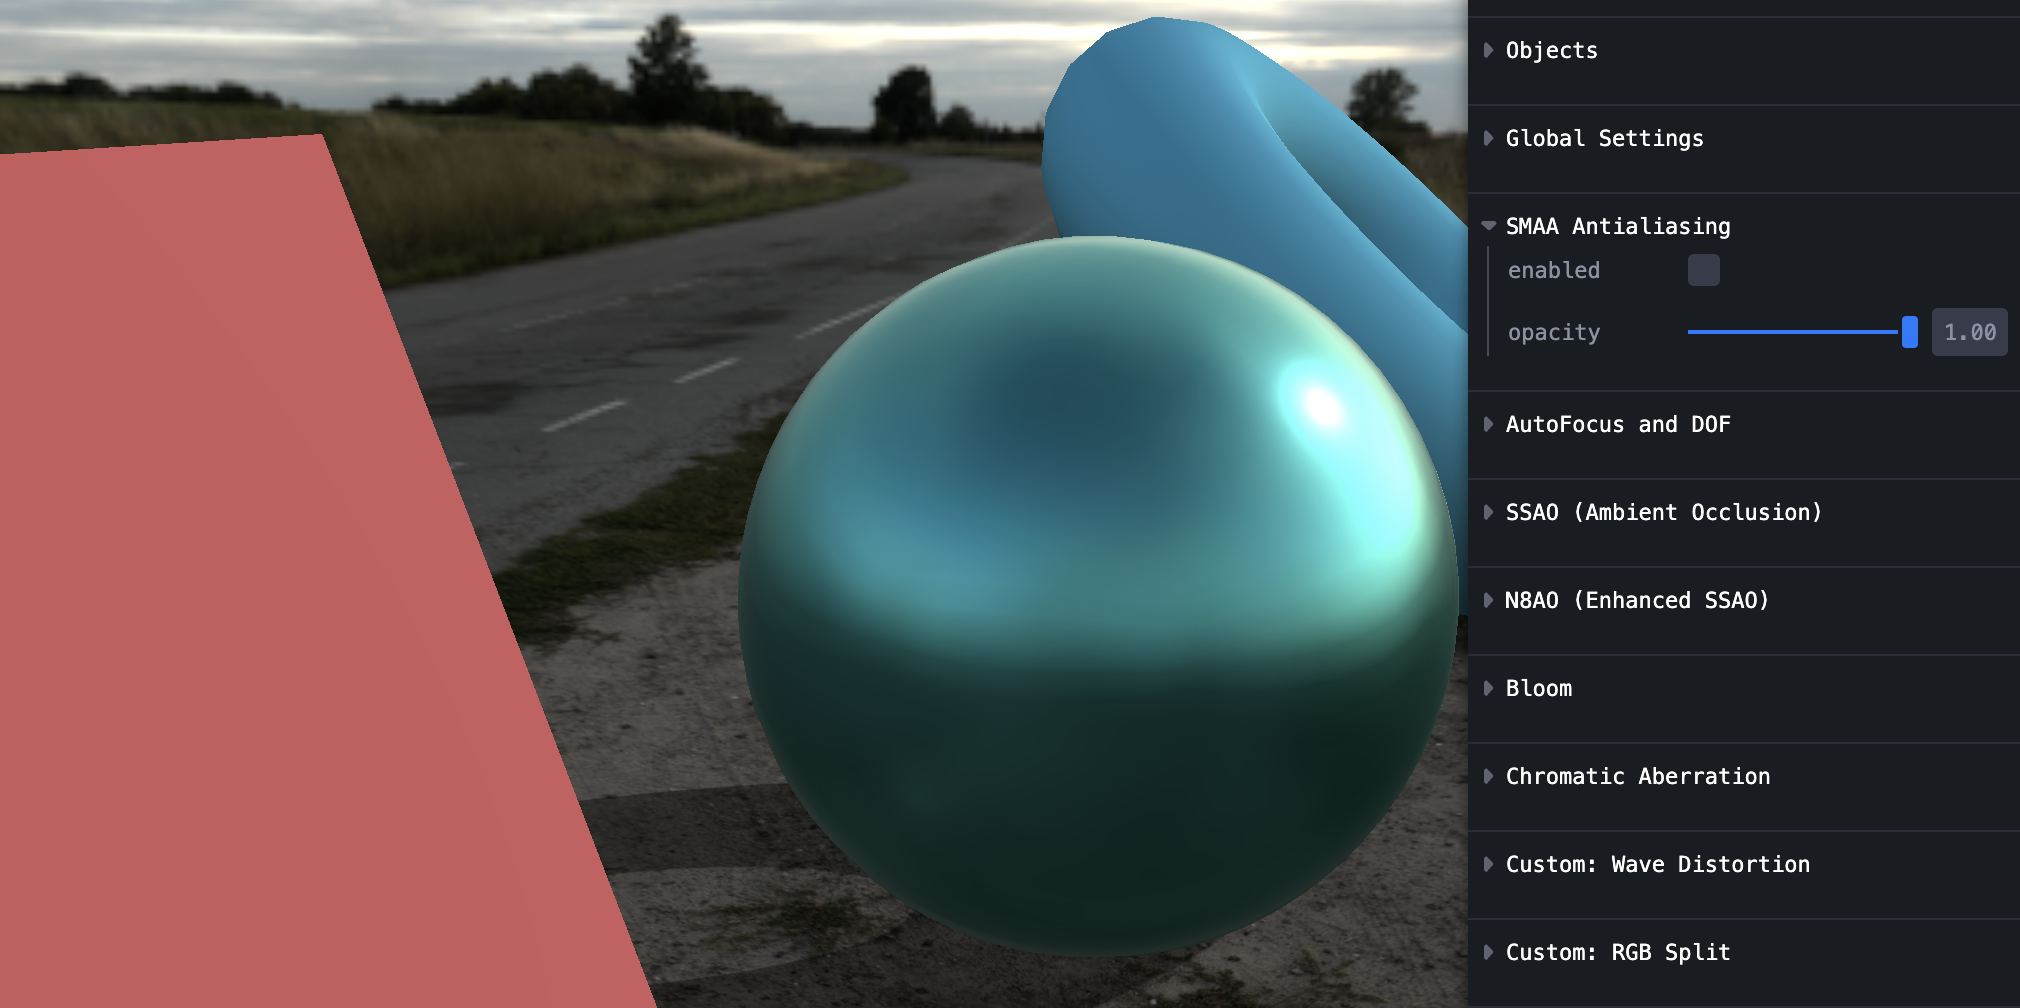 Objects
Global Settings
SMAA Antialiasing
enabled
opacity 1.00
AutoFocus and DOF
SSAO (Ambient Occlusion)
N8AO (Enhanced SSAO)
Bloom
Chromatic Aberration
Custom: Wave Distortion
Custom: RGB Split